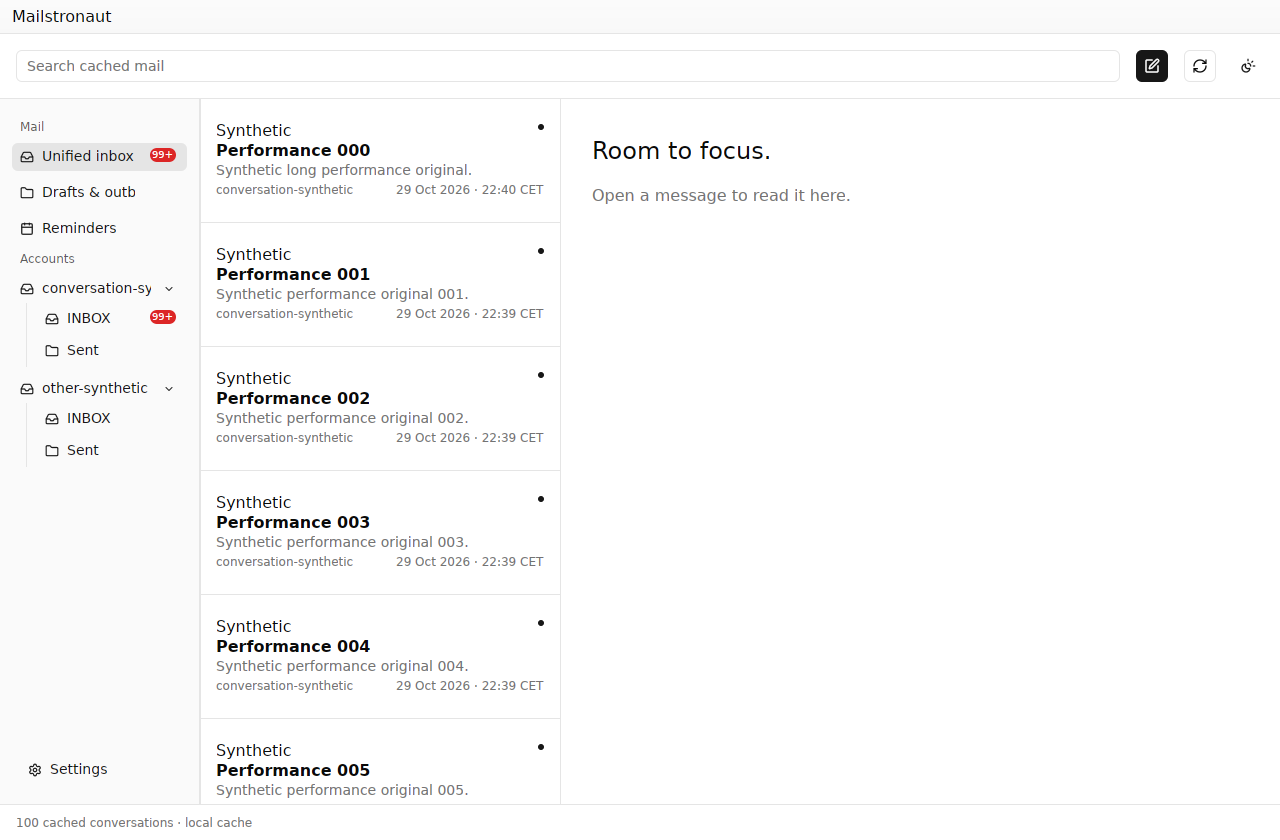 Mailstronaut
Search cached mail
Mail
Unified inbox 99+
Drafts & outb
Reminders
Accounts
conversation-sy
INBOX 99+
Sent
other-synthetic
INBOX
Sent
Settings
Synthetic
Performance 000
Synthetic long performance original.
conversation-synthetic 29 Oct 2026 · 22:40 CET
Synthetic
Performance 001
Synthetic performance original 001.
conversation-synthetic 29 Oct 2026 · 22:39 CET
Synthetic
Performance 002
Synthetic performance original 002.
conversation-synthetic 29 Oct 2026 · 22:39 CET
Synthetic
Performance 003
Synthetic performance original 003.
conversation-synthetic 29 Oct 2026 · 22:39 CET
Synthetic
Performance 004
Synthetic performance original 004.
conversation-synthetic 29 Oct 2026 · 22:39 CET
Synthetic
Performance 005
Synthetic performance original 005.
Room to focus.
Open a message to read it here.
100 cached conversations · local cache